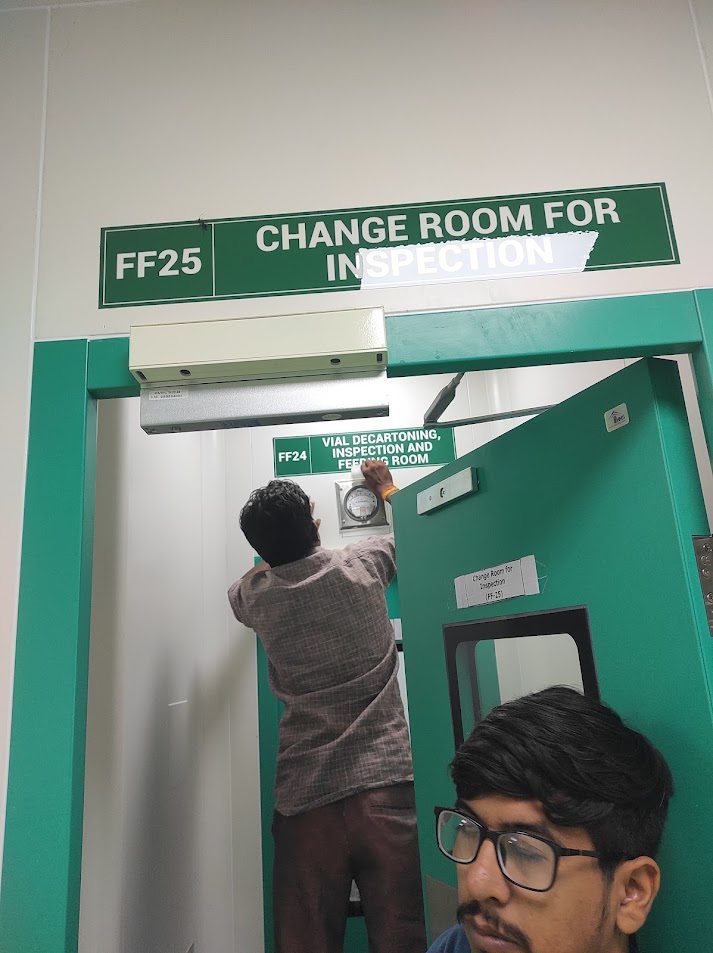 FF25
CHANGE ROOM FOR
INSPECTION
FF24
VIAL DECARTONING,
INSPECTION AND
FEEDING ROOM
Change Room for
Inspection
(FF-25)